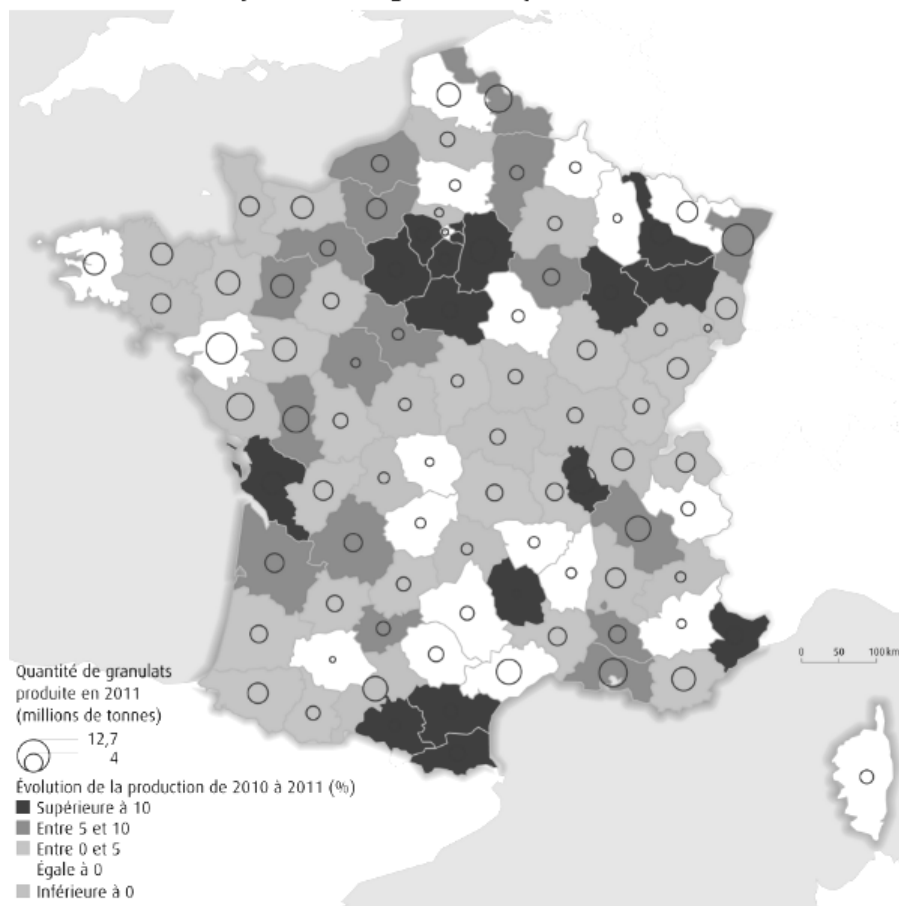 0 50 100 km
Quantité de granulats
produite en 2011
(millions de tonnes)
12,7
4
Évolution de la production de 2010 à 2011 (%)
Supérieure à 10
Entre 5 et 10
Entre 0 et 5
Égale à 0
Inférieure à 0